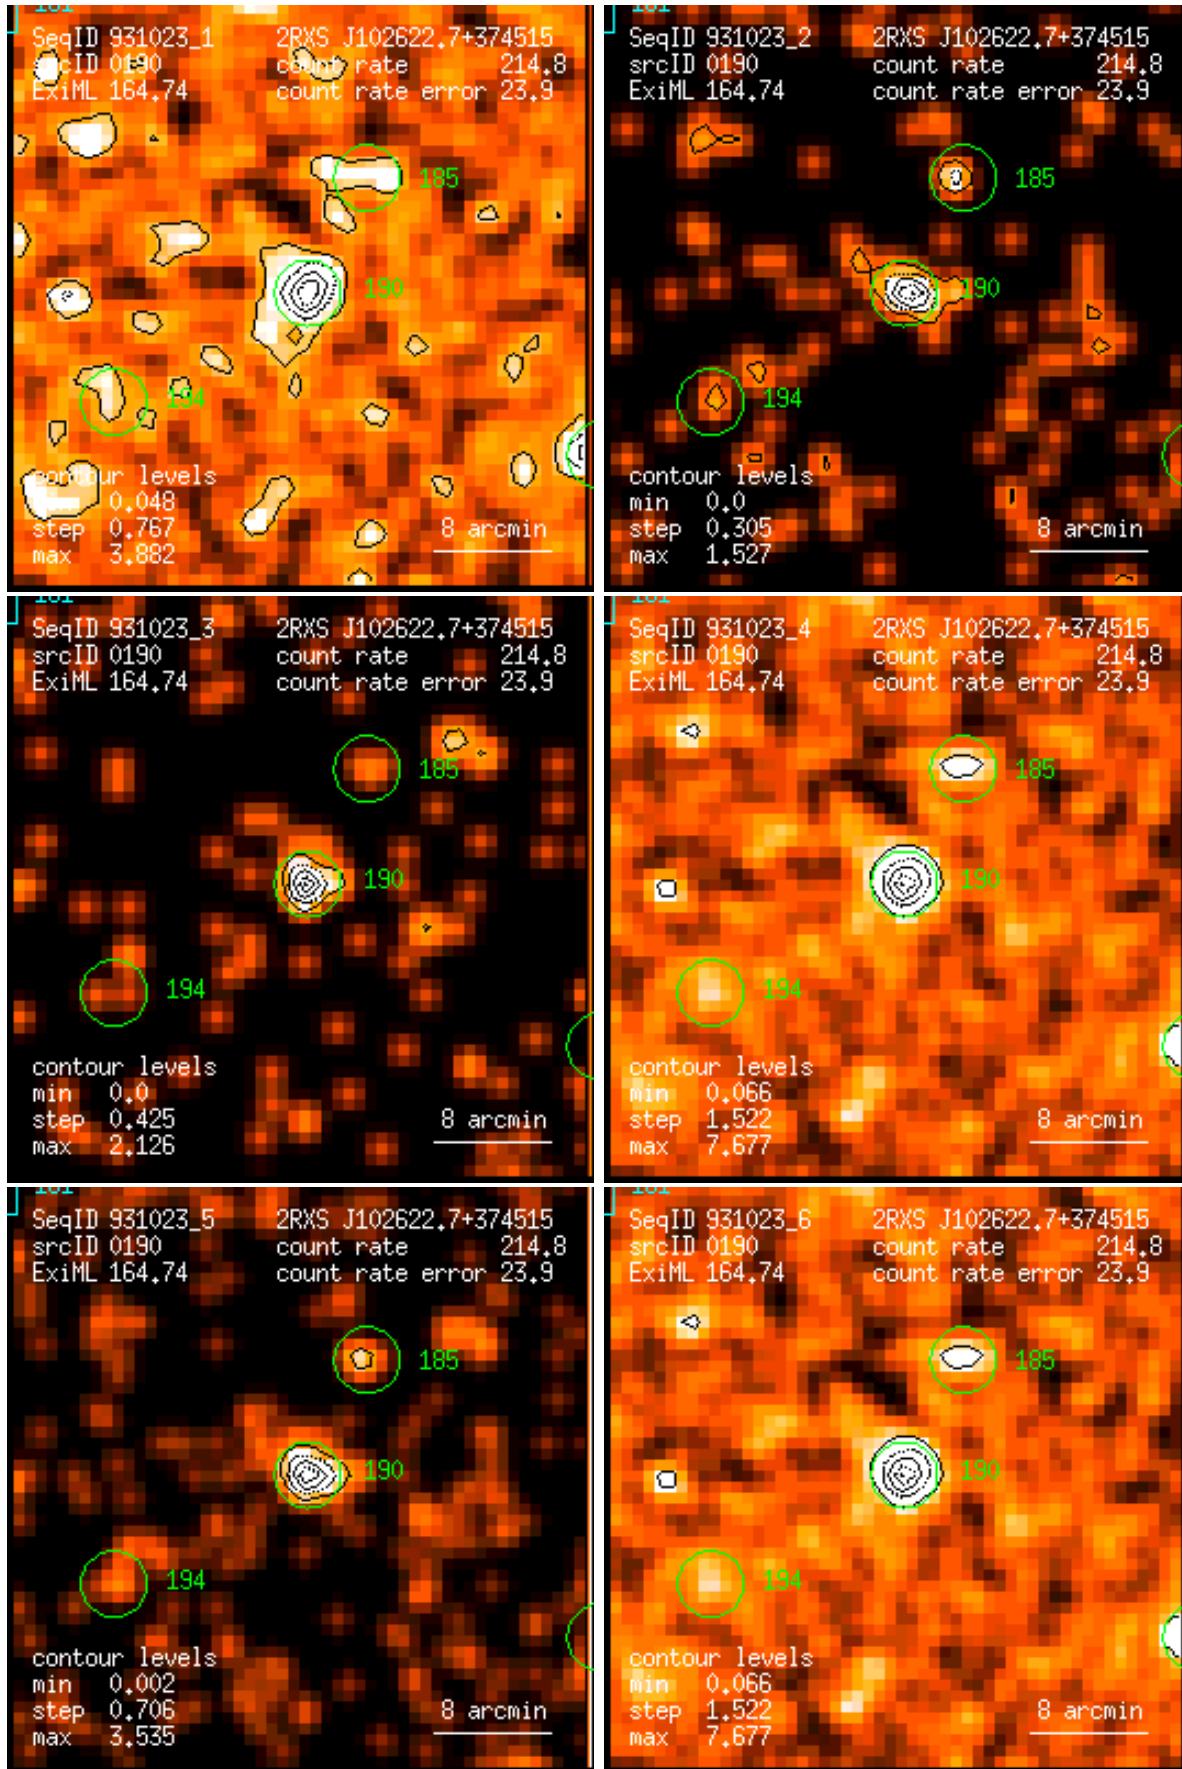 181
SeqID 931023_1 2RXS J102622.7+374515
srcID 0190 count rate 214.8
ExiML 164.74 count rate error 23.9
185
190
194
contour levels
0.048
step 0.767
max 3.882
8 arcmin
181
SeqID 931023_2 2RXS J102622.7+374515
srcID 0190 count rate 214.8
ExiML 164.74 count rate error 23.9
185
190
194
contour levels
min 0.0
step 0.305
max 1.527
8 arcmin
181
SeqID 931023_3 2RXS J102622.7+374515
srcID 0190 count rate 214.8
ExiML 164.74 count rate error 23.9
185
190
194
contour levels
min 0.0
step 0.425
max 2.126
8 arcmin
181
SeqID 931023_4 2RXS J102622.7+374515
srcID 0190 count rate 214.8
ExiML 164.74 count rate error 23.9
185
190
194
contour levels
min 0.066
step 1.522
max 7.677
8 arcmin
181
SeqID 931023_5 2RXS J102622.7+374515
srcID 0190 count rate 214.8
ExiML 164.74 count rate error 23.9
185
190
194
contour levels
min 0.002
step 0.706
max 3.535
8 arcmin
181
SeqID 931023_6 2RXS J102622.7+374515
srcID 0190 count rate 214.8
ExiML 164.74 count rate error 23.9
185
190
194
contour levels
min 0.066
step 1.522
max 7.677
8 arcmin